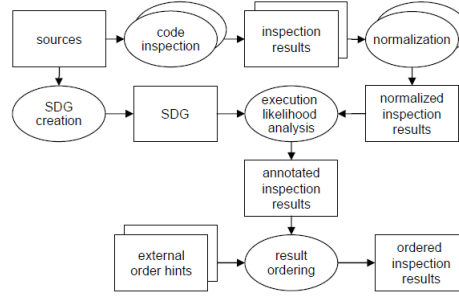 sources
code
inspection
inspection
results
normalization
SDG
creation
SDG
execution
likelihood
analysis
normalized
inspection
results
annotated
inspection
results
external
order hints
result
ordering
ordered
inspection
results